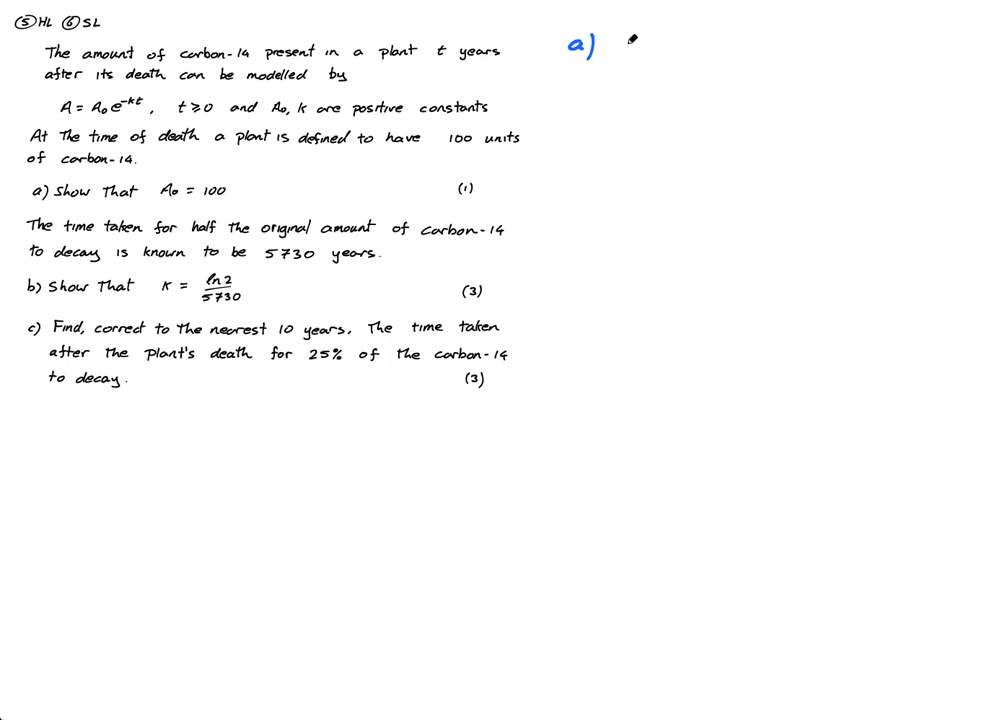 ⑤HL ⑥SL
The amount of carbon-14 present in a plant t years
after its death can be modelled by
A = A₀e^{-kt}, t ≥ 0 and A₀, k are positive constants
At the time of death a plant is defined to have 100 units
of carbon-14.
a) Show that A₀ = 100 (1)
The time taken for half the original amount of carbon-14
to decay is known to be 5730 years.
b) Show that k = ln2/5730 (3)
c) Find, correct to the nearest 10 years, the time taken
after the plant's death for 25% of the carbon-14
to decay. (3)
a)